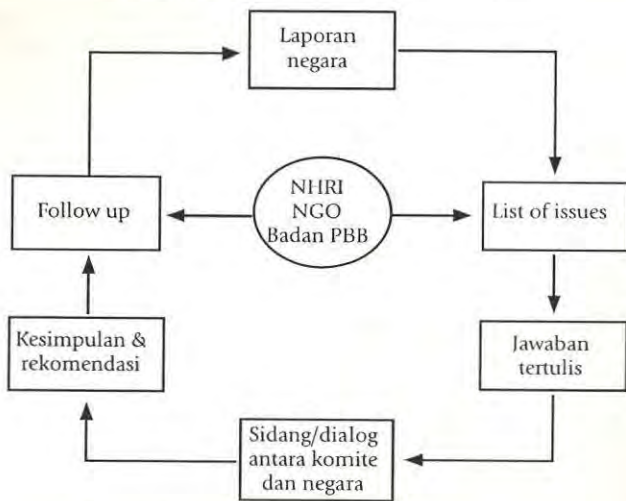 Laporan
negara
NHRI
NGO
Badan PBB
Follow up
List of issues
Kesimpulan &
rekomendasi
Jawaban
tertulis
Sidang/dialog
antara komite
dan negara